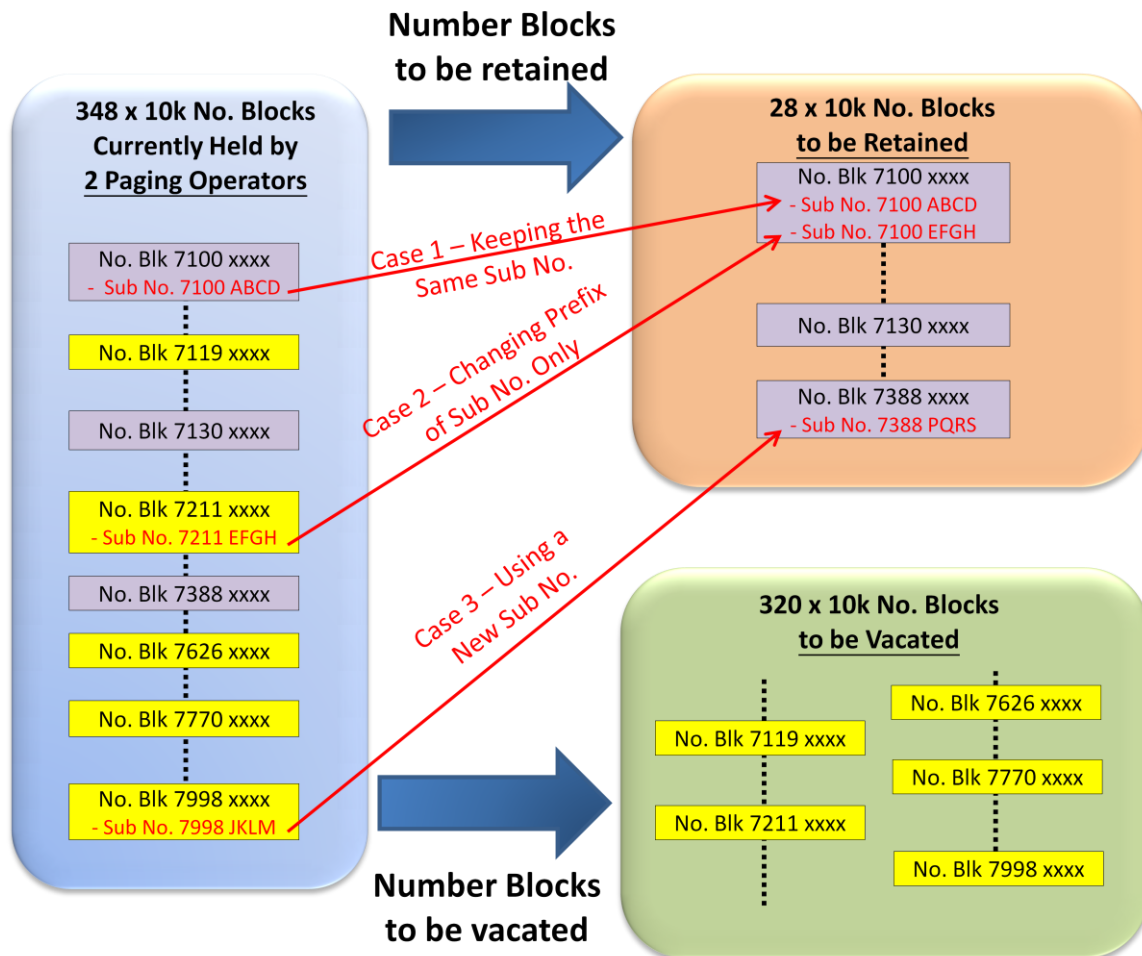 Number Blocks
to be retained
348 x 10k No. Blocks
Currently Held by
2 Paging Operators
No. Blk 7100 xxxx
- Sub No. 7100 ABCD
No. Blk 7119 xxxx
No. Blk 7130 xxxx
No. Blk 7211 xxxx
- Sub No. 7211 EFGH
No. Blk 7388 xxxx
No. Blk 7626 xxxx
No. Blk 7770 xxxx
No. Blk 7998 xxxx
- Sub No. 7998 JKLM
Case 1 – Keeping the
Same Sub No.
Case 2 – Changing Prefix
of Sub No. Only
Case 3 – Using a
New Sub No.
28 x 10k No. Blocks
to be Retained
No. Blk 7100 xxxx
- Sub No. 7100 ABCD
- Sub No. 7100 EFGH
No. Blk 7130 xxxx
No. Blk 7388 xxxx
- Sub No. 7388 PQRS
320 x 10k No. Blocks
to be Vacated
No. Blk 7119 xxxx
No. Blk 7211 xxxx
No. Blk 7626 xxxx
No. Blk 7770 xxxx
No. Blk 7998 xxxx
Number Blocks
to be vacated